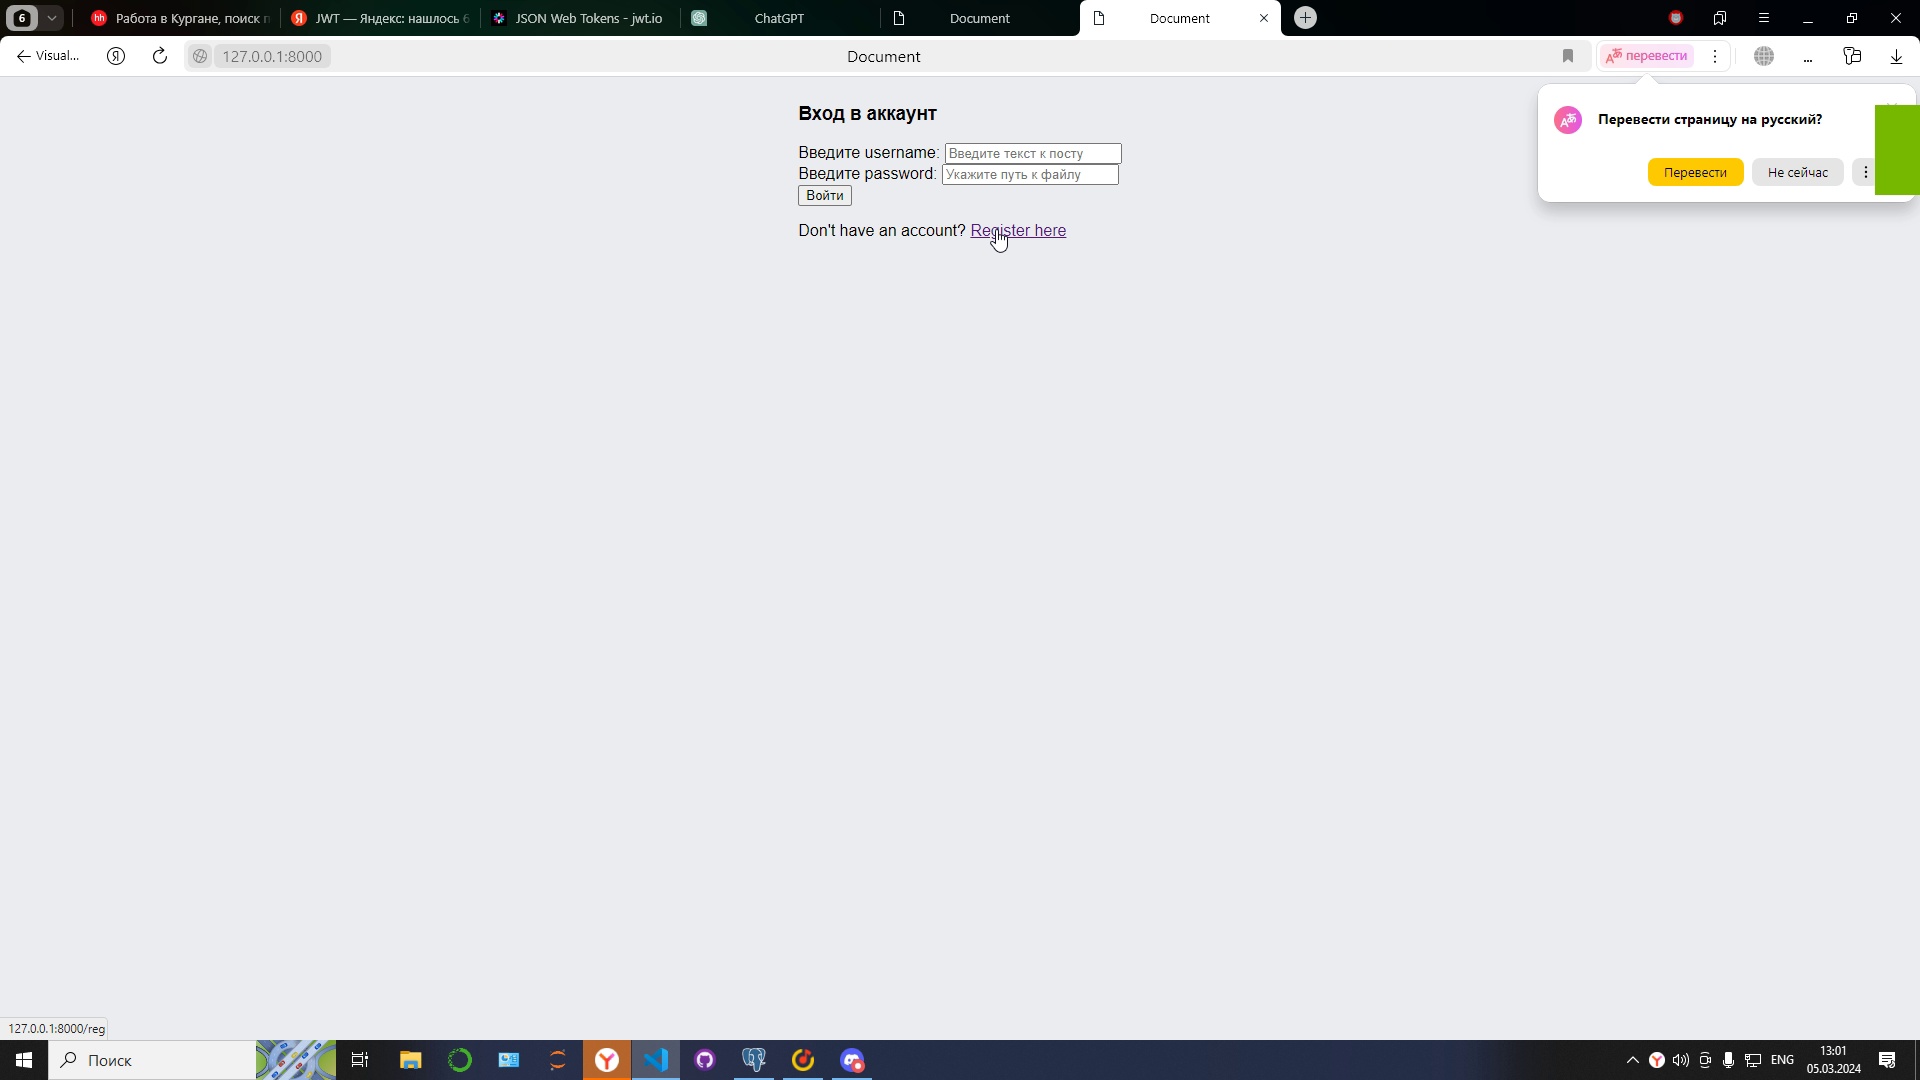 6
Работа в Кургане, поиск п
JWT — Яндекс: нашлось 6
JSON Web Tokens - jwt.io
ChatGPT
Document
Document
Visual...
127.0.0.1:8000
Document
перевести
Перевести страницу на русский?
Перевести
Не сейчас
Вход в аккаунт
Введите username: Введите текст к посту
Введите password: Укажите путь к файлу
Войти
Don't have an account? Register here
127.0.0.1:8000/reg
Поиск
ENG
13:01
05.03.2024